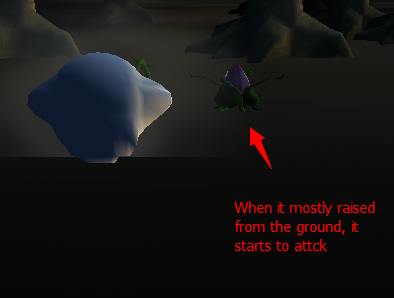 When it mostly raised
from the ground, it
starts to attck